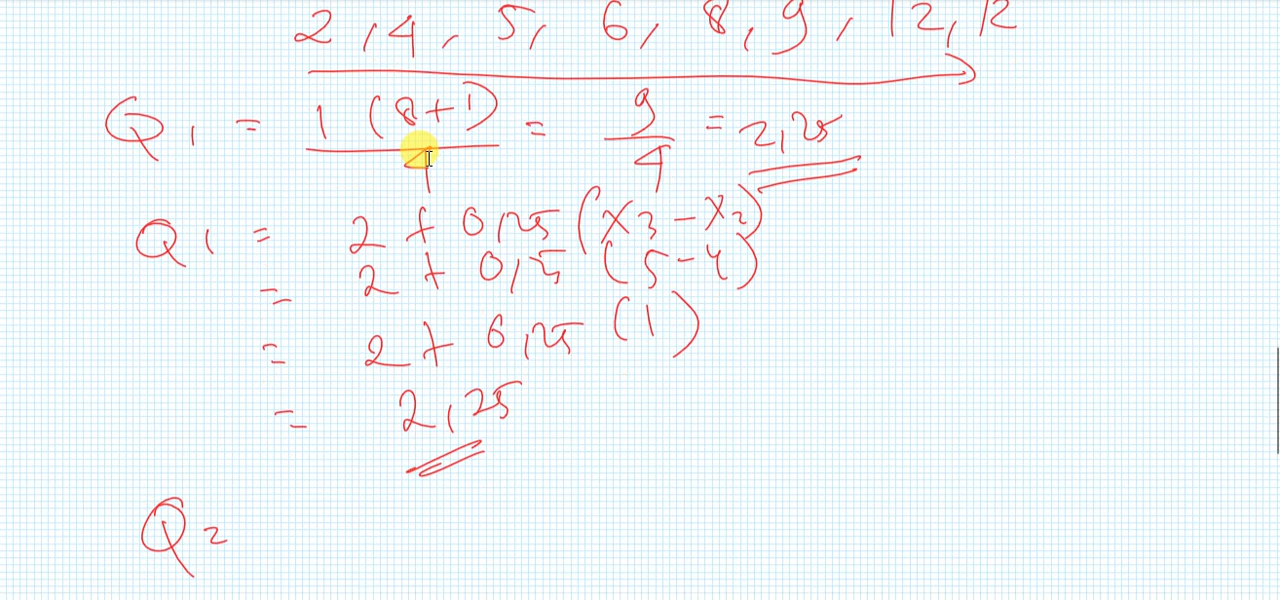 2, 4, 5, 6, 8, 9, 12, 12
Q1 = 1 (8+1)/4 = 9/4 = 2,25
Q1 = 2 + 0,25 (X3 - X2)
= 2 + 0,25 (5-4)
= 2 + 0,25 (1)
= 2,25
Q2